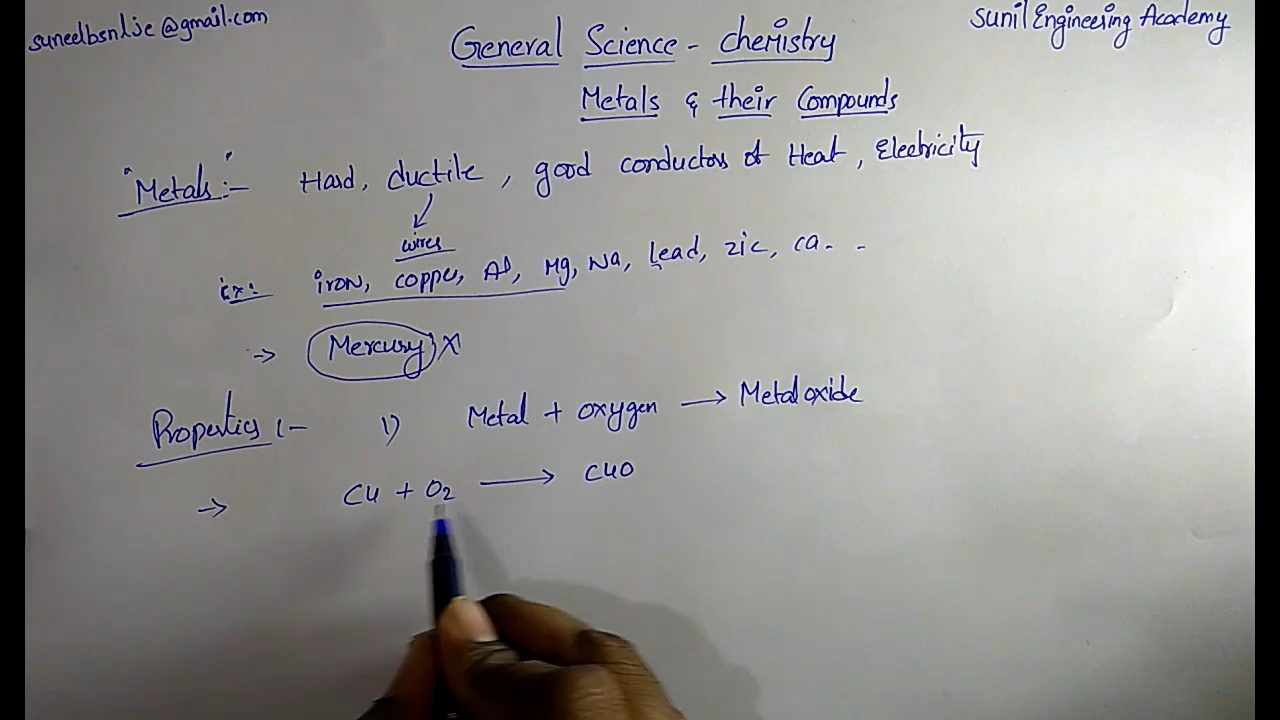 suneelbsnlje@gmail.com
Sunil Engineering Academy
General Science - chemistry
Metals & their Compounds
"Metals":- Hard, ductile, good conductors of Heat, Electricity
wires
Ex: iron, copper, Al, Mg, Na, lead, zic, ca. .
→ Mercury X
Properties :- 1) Metal + oxygen → Metal oxide
→ Cu + O₂ → CuO